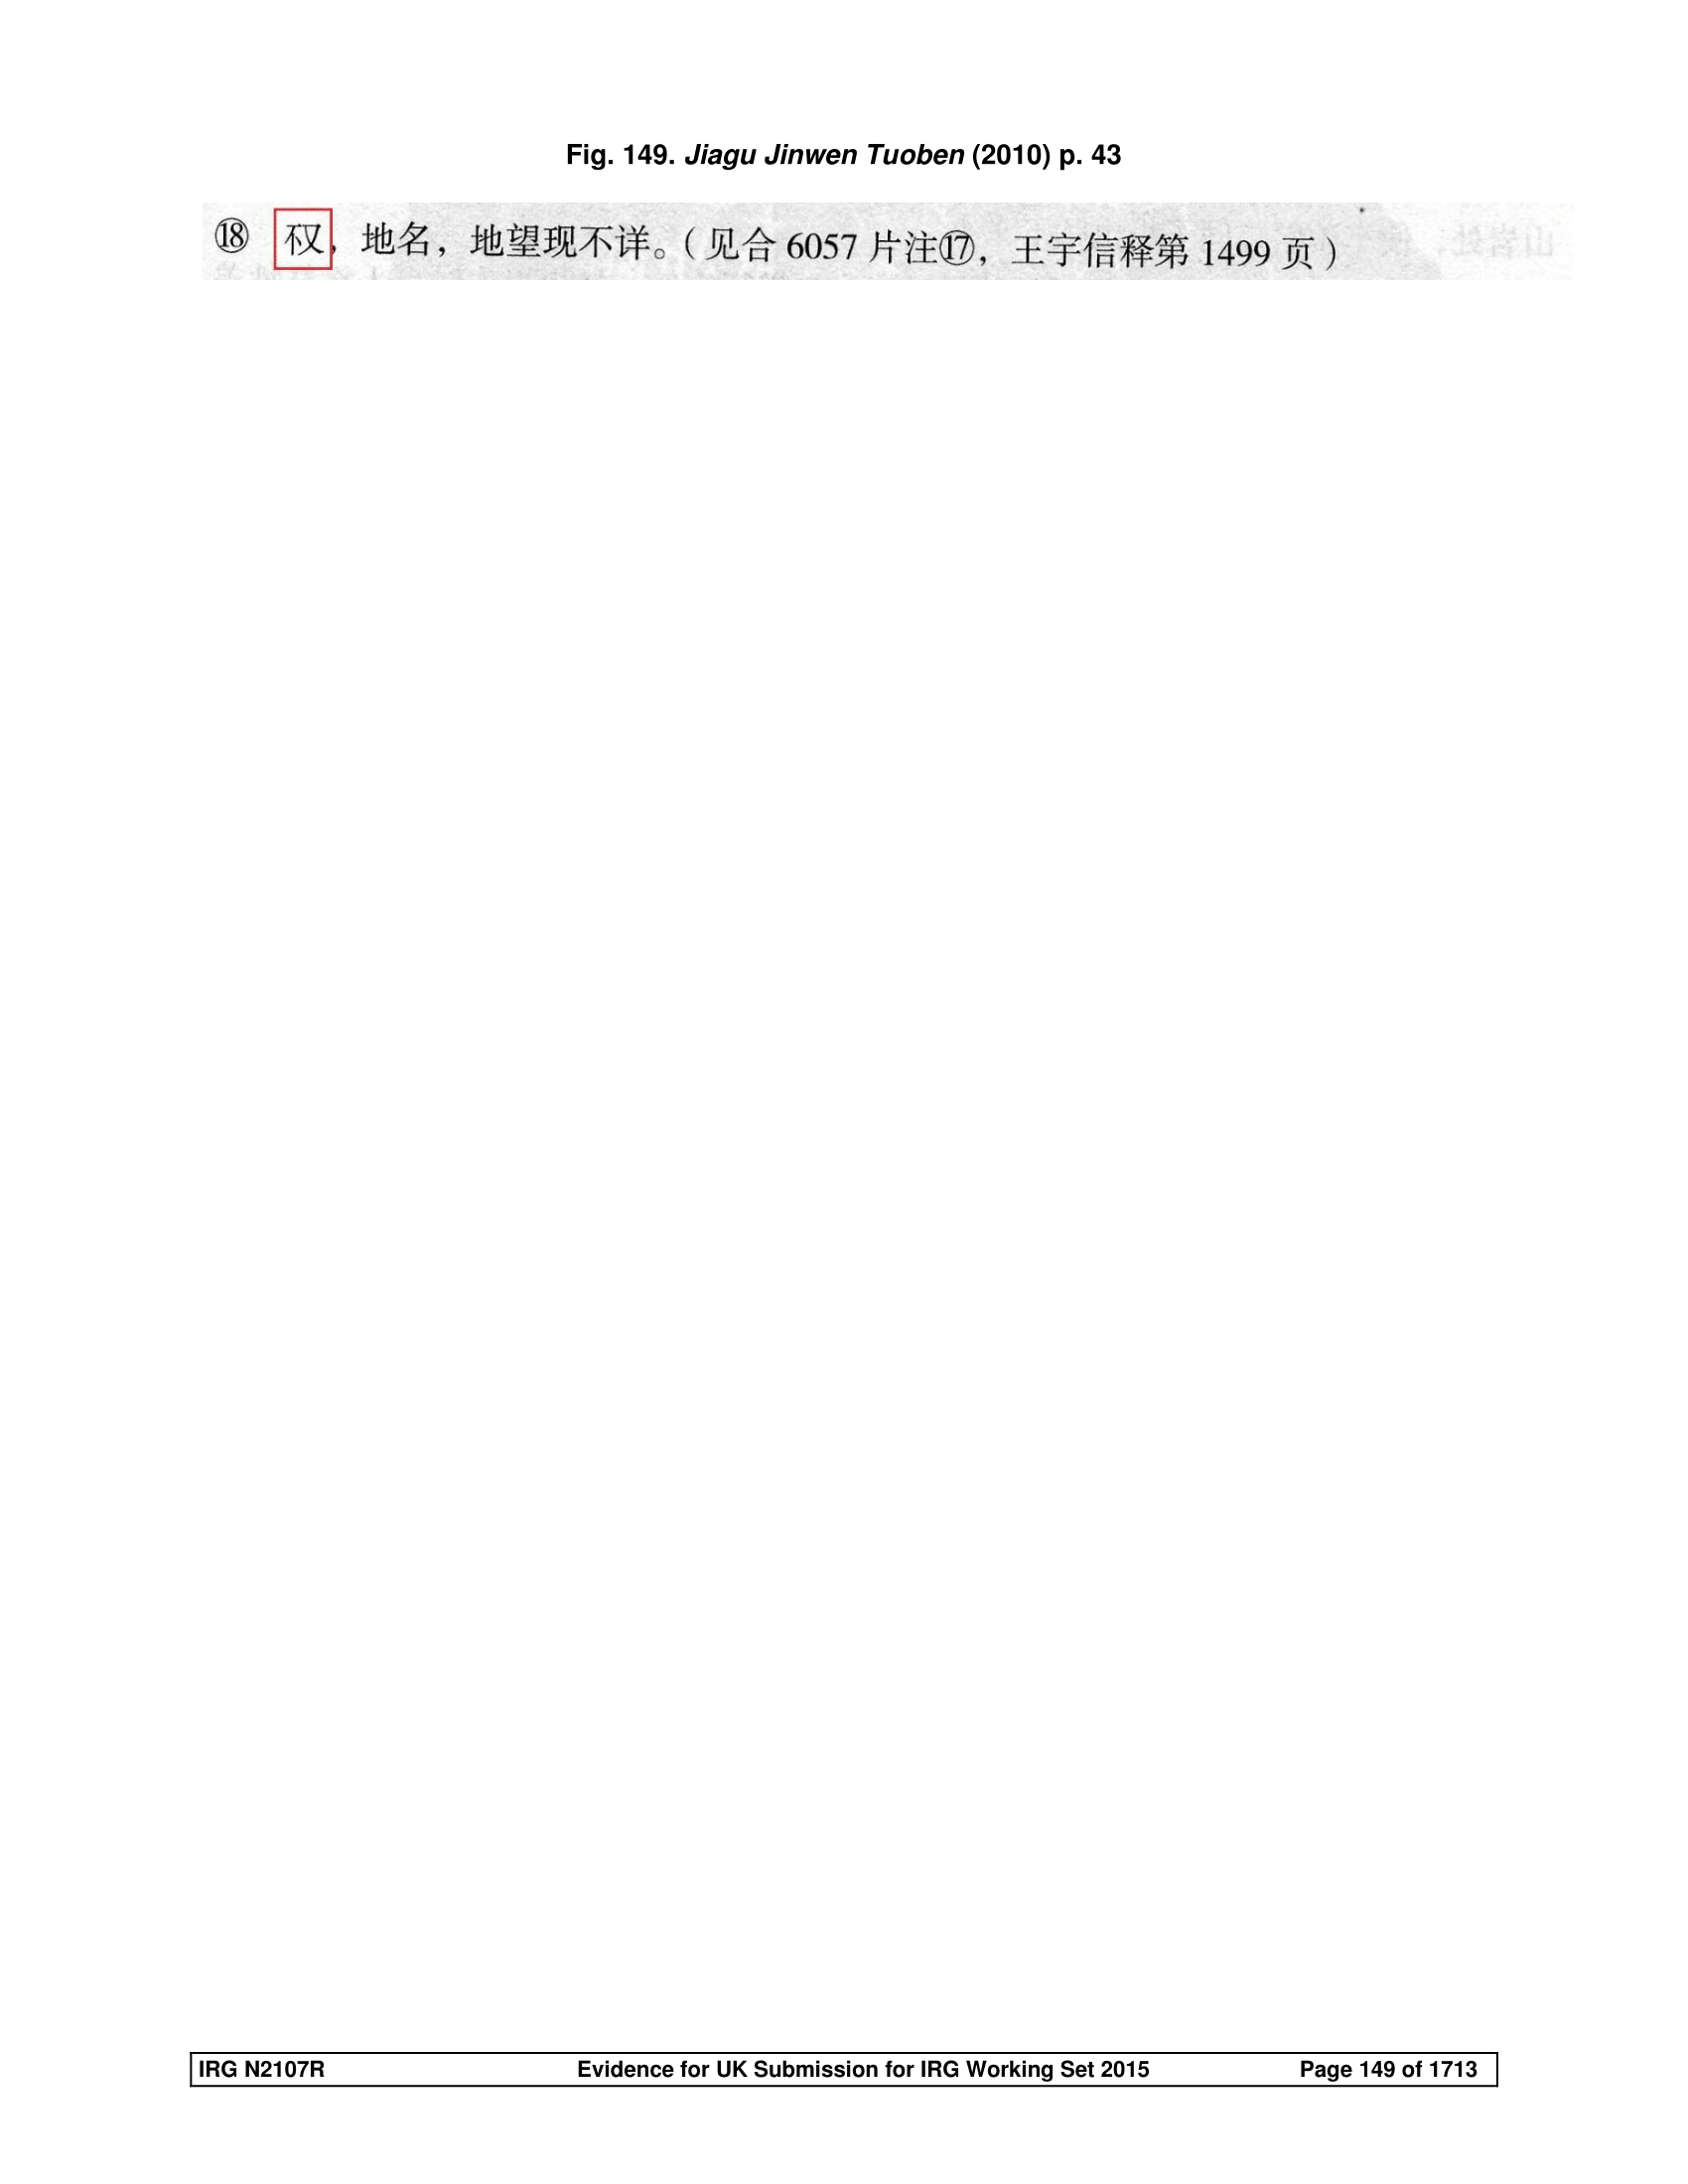 Fig. 149. Jiagu Jinwen Tuoben (2010) p. 43
⑱ ，地名，地望现不详。（见合 6057 片注⑰，王宇信释第 1499 页）
IRG N2107R Evidence for UK Submission for IRG Working Set 2015 Page 149 of 1713